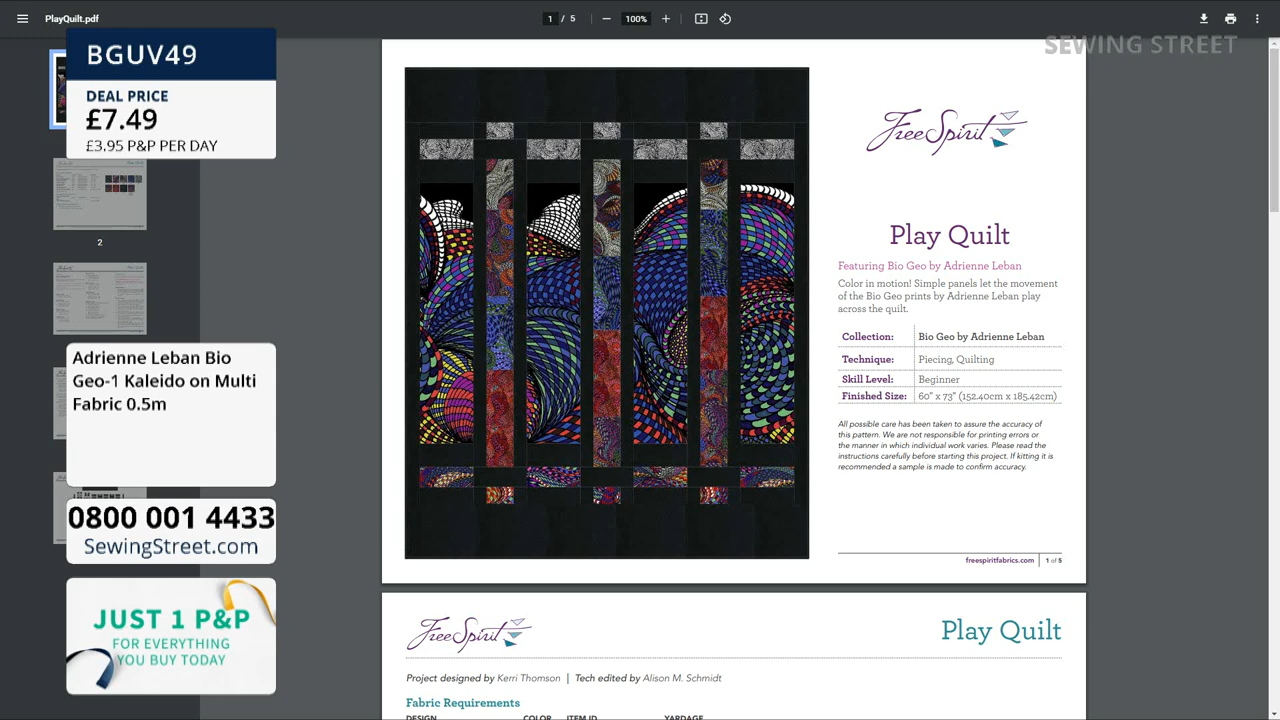 PlayQuilt.pdf
1 / 5
100%
SEWING STREET
BGUV49
DEAL PRICE
£7.49
£3.95 P&P PER DAY
2
Adrienne Leban Bio
Geo-1 Kaleido on Multi
Fabric 0.5m
0800 001 4433
SewingStreet.com
JUST 1 P&P
FOR EVERYTHING
YOU BUY TODAY
FreeSpirit
Play Quilt
Featuring Bio Geo by Adrienne Leban
Color in motion! Simple panels let the movement
of the Bio Geo prints by Adrienne Leban play
across the quilt.
Collection: Bio Geo by Adrienne Leban
Technique: Piecing, Quilting
Skill Level: Beginner
Finished Size: 60" x 73" (152.40cm x 185.42cm)
All possible care has been taken to assure the accuracy of
this pattern. We are not responsible for printing errors or
the manner in which individual work varies. Please read the
instructions carefully before starting this project. If kitting it is
recommended a sample is made to confirm accuracy.
freespiritfabrics.com 1 of 5
FreeSpirit
Play Quilt
Project designed by Kerri Thomson | Tech edited by Alison M. Schmidt
Fabric Requirements
DESIGN COLOR ITEM ID YARDAGE